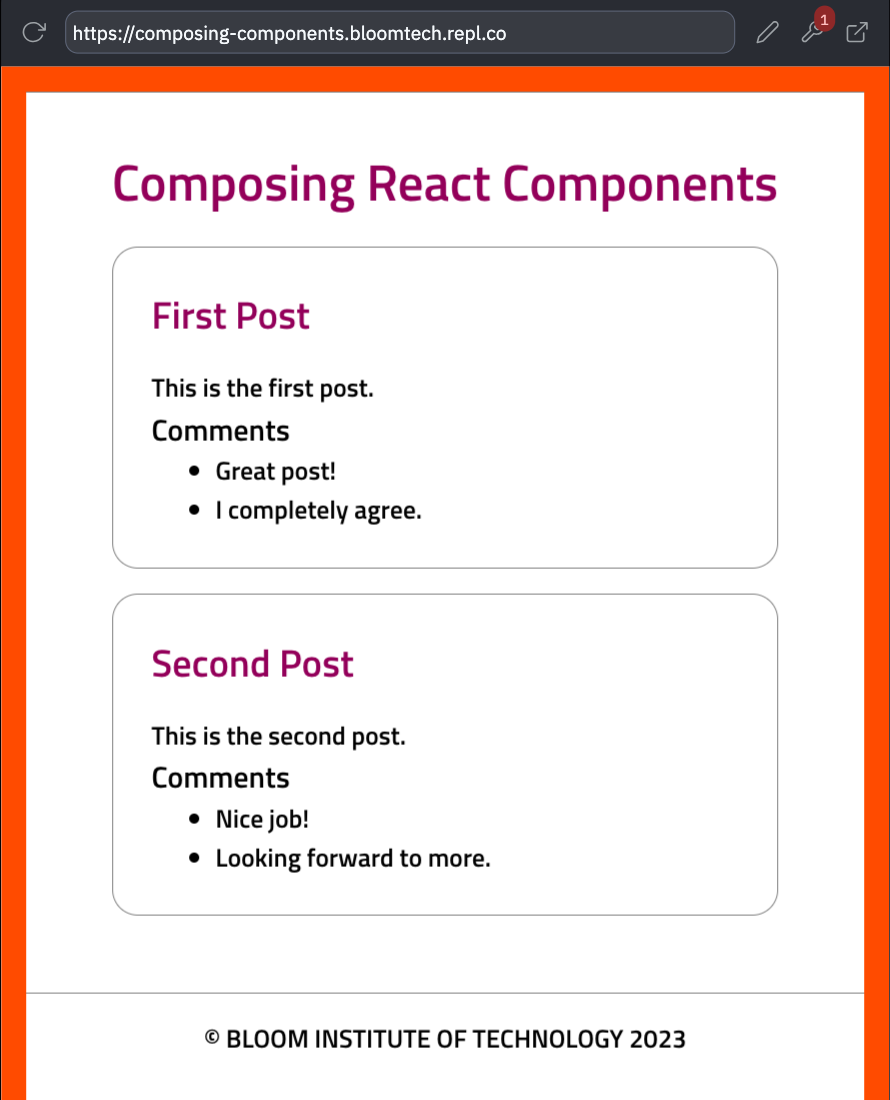 https://composing-components.bloomtech.repl.co
1
Composing React Components
First Post
This is the first post.
Comments
• Great post!
• I completely agree.
Second Post
This is the second post.
Comments
• Nice job!
• Looking forward to more.
© BLOOM INSTITUTE OF TECHNOLOGY 2023